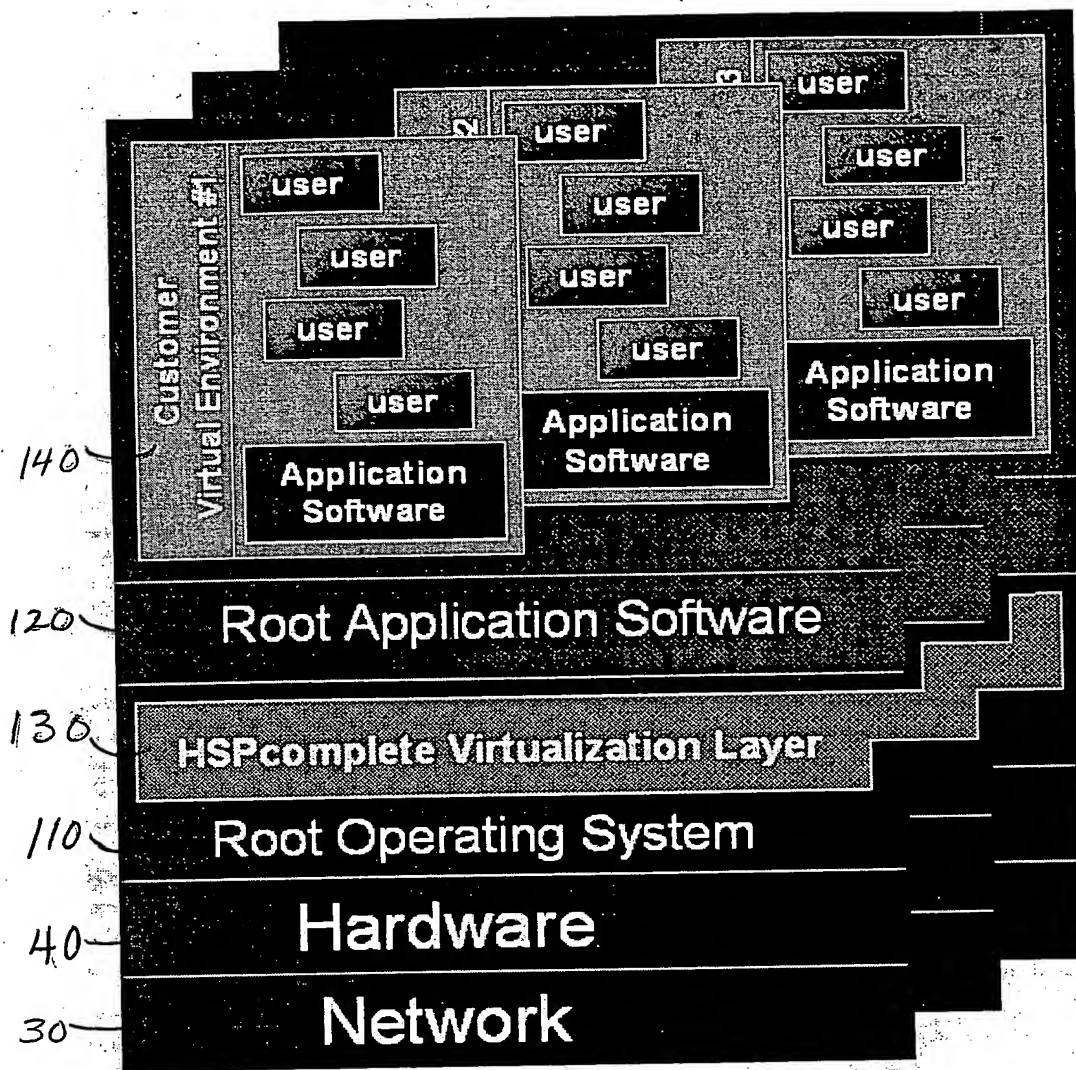 Customer
Virtual Environment #1
user
user
user
user
Application
Software
2
user
user
user
user
Application
Software
3
user
user
user
user
Application
Software
140
Root Application Software
120
HSPcomplete Virtualization Layer
130
Root Operating System
110
Hardware
40
Network
30